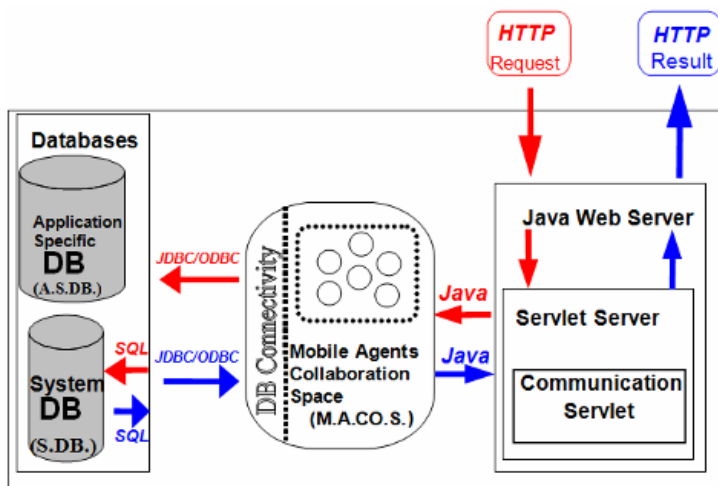 HTTP
Request
HTTP
Result
Databases
Application
Specific
DB
(A.S.DB.)
JDBC/ODBC
SQL
JDBC/ODBC
System
DB
(S.DB.)
SQL
DB Connectivity
Mobile Agents
Collaboration
Space
(M.A.CO.S.)
Java
Java
Java Web Server
Servlet Server
Communication
Servlet